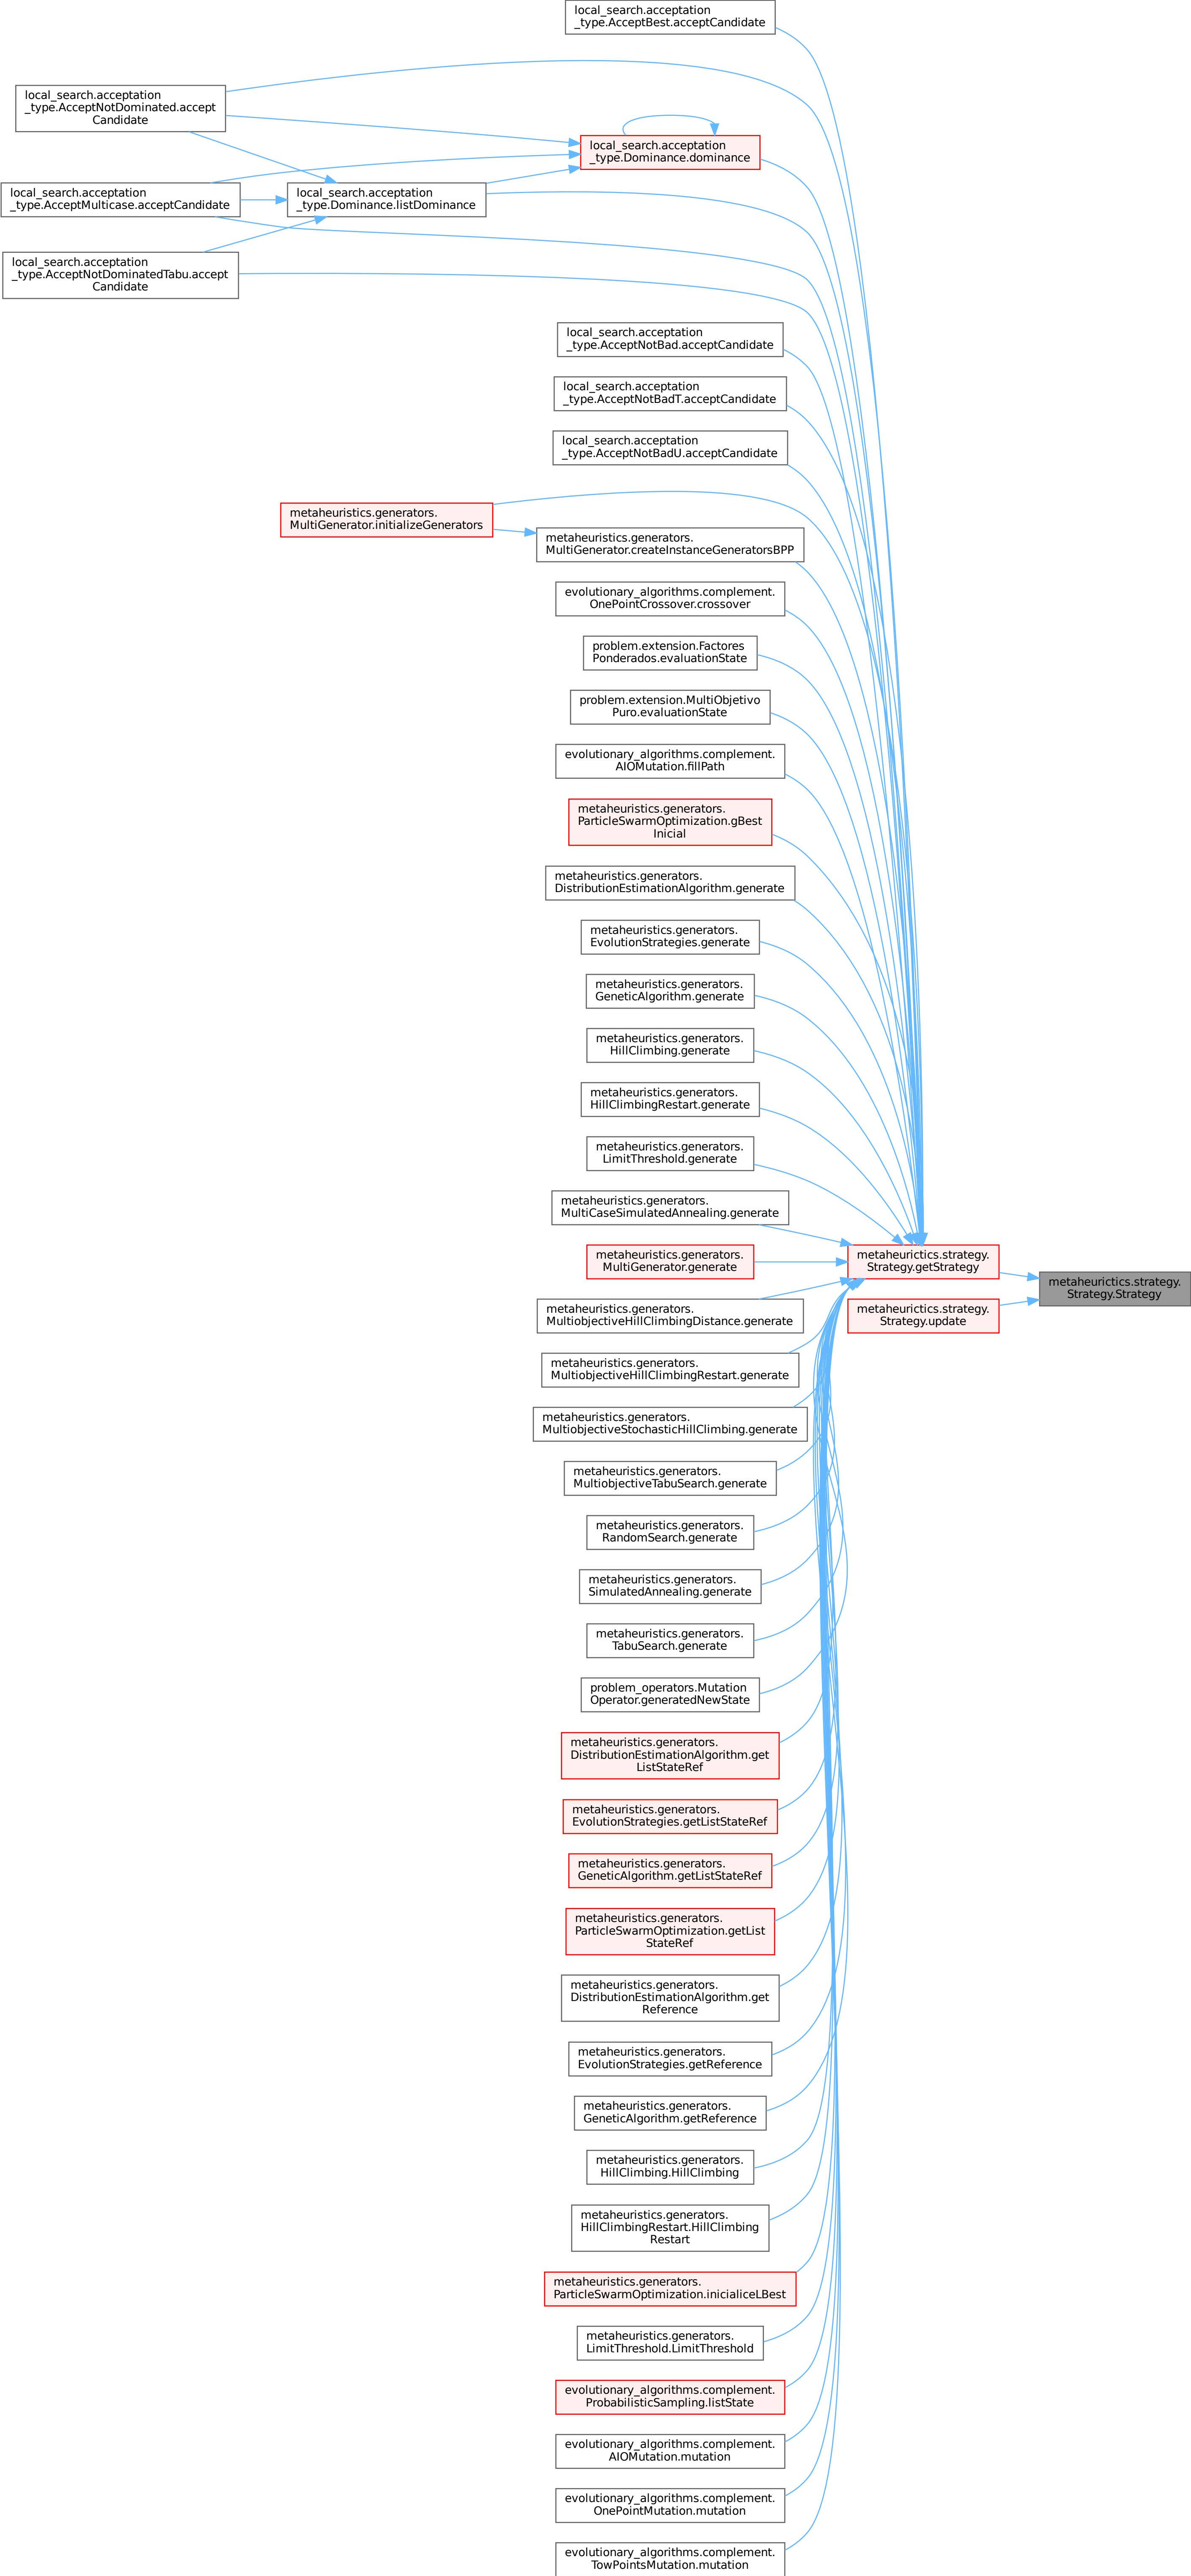 local_search.acceptation
_type.AcceptBest.acceptCandidate
local_search.acceptation
_type.AcceptNotDominated.accept
Candidate
local_search.acceptation
_type.Dominance.dominance
local_search.acceptation
_type.AcceptMulticase.acceptCandidate
local_search.acceptation
_type.Dominance.listDominance
local_search.acceptation
_type.AcceptNotDominatedTabu.accept
Candidate
local_search.acceptation
_type.AcceptNotBad.acceptCandidate
local_search.acceptation
_type.AcceptNotBadT.acceptCandidate
local_search.acceptation
_type.AcceptNotBadU.acceptCandidate
metaheuristics.generators.
MultiGenerator.initializeGenerators
metaheuristics.generators.
MultiGenerator.createInstanceGeneratorsBPP
evolutionary_algorithms.complement.
OnePointCrossover.crossover
problem.extension.Factores
Ponderados.evaluationState
problem.extension.MultiObjetivo
Puro.evaluationState
evolutionary_algorithms.complement.
AIOMutation.fillPath
metaheuristics.generators.
ParticleSwarmOptimization.gBest
Inicial
metaheuristics.generators.
DistributionEstimationAlgorithm.generate
metaheuristics.generators.
EvolutionStrategies.generate
metaheuristics.generators.
GeneticAlgorithm.generate
metaheuristics.generators.
HillClimbing.generate
metaheuristics.generators.
HillClimbingRestart.generate
metaheuristics.generators.
LimitThreshold.generate
metaheuristics.generators.
MultiCaseSimulatedAnnealing.generate
metaheuristics.generators.
MultiGenerator.generate
metaheurictics.strategy.
Strategy.getStrategy
metaheurictics.strategy.
Strategy.Strategy
metaheuristics.generators.
MultiobjectiveHillClimbingDistance.generate
metaheurictics.strategy.
Strategy.update
metaheuristics.generators.
MultiobjectiveHillClimbingRestart.generate
metaheuristics.generators.
MultiobjectiveStochasticHillClimbing.generate
metaheuristics.generators.
MultiobjectiveTabuSearch.generate
metaheuristics.generators.
RandomSearch.generate
metaheuristics.generators.
SimulatedAnnealing.generate
metaheuristics.generators.
TabuSearch.generate
problem_operators.Mutation
Operator.generatedNewState
metaheuristics.generators.
DistributionEstimationAlgorithm.get
ListStateRef
metaheuristics.generators.
EvolutionStrategies.getListStateRef
metaheuristics.generators.
GeneticAlgorithm.getListStateRef
metaheuristics.generators.
ParticleSwarmOptimization.getList
StateRef
metaheuristics.generators.
DistributionEstimationAlgorithm.get
Reference
metaheuristics.generators.
EvolutionStrategies.getReference
metaheuristics.generators.
GeneticAlgorithm.getReference
metaheuristics.generators.
HillClimbing.HillClimbing
metaheuristics.generators.
HillClimbingRestart.HillClimbing
Restart
metaheuristics.generators.
ParticleSwarmOptimization.inicialiceLBest
metaheuristics.generators.
LimitThreshold.LimitThreshold
evolutionary_algorithms.complement.
ProbabilisticSampling.listState
evolutionary_algorithms.complement.
AIOMutation.mutation
evolutionary_algorithms.complement.
OnePointMutation.mutation
evolutionary_algorithms.complement.
TowPointsMutation.mutation